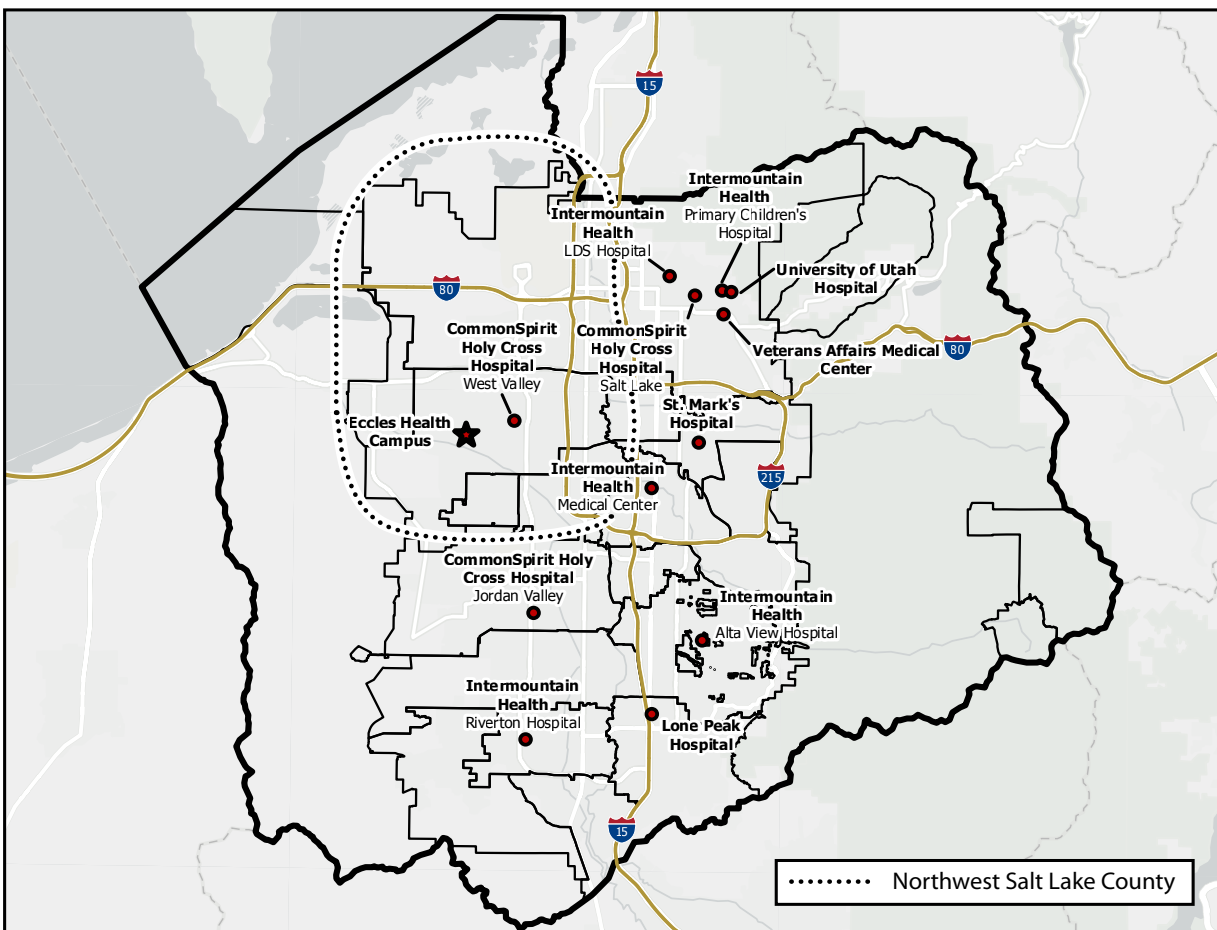 15
Intermountain
Health
Primary Children's
Hospital
Intermountain
Health
LDS Hospital
University of Utah
Hospital
80
CommonSpirit
Holy Cross
Hospital
West Valley
CommonSpirit
Holy Cross
Hospital
Salt Lake
Veterans Affairs Medical
Center
80
Eccles Health
Campus
St. Mark's
Hospital
Intermountain
Health
Medical Center
215
CommonSpirit Holy
Cross Hospital
Jordan Valley
Intermountain
Health
Alta View Hospital
Intermountain
Health
Riverton Hospital
Lone Peak
Hospital
15
Northwest Salt Lake County